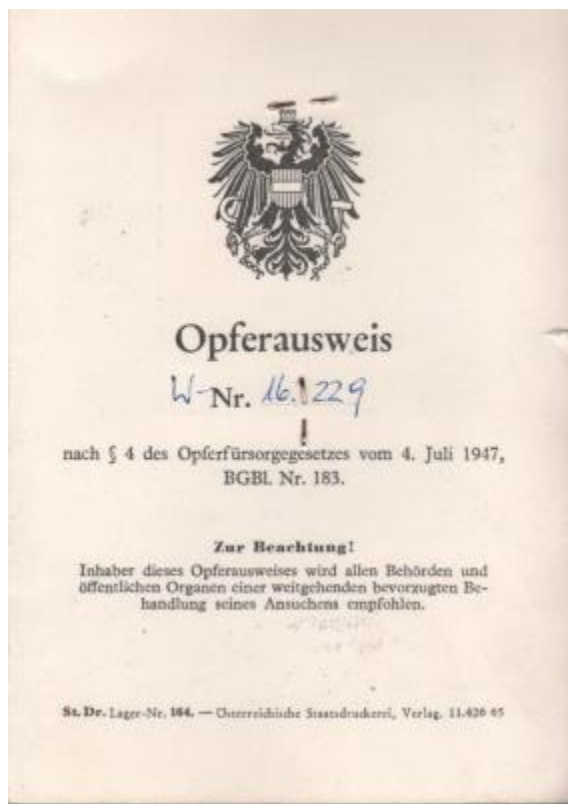 Opferausweis
W-Nr. 16.229
nach § 4 des Opferfürsorgegesetzes vom 4. Juli 1947,
BGBl. Nr. 183.
Zur Beachtung!
Inhaber dieses Opferausweises wird allen Behörden und
öffentlichen Organen einer weitgehenden bevorzugten Be-
handlung seines Ansuchens empfohlen.
St. Dr. Lager-Nr. 184. — Österreichische Staatsdruckerei, Verlag. 11.420 65